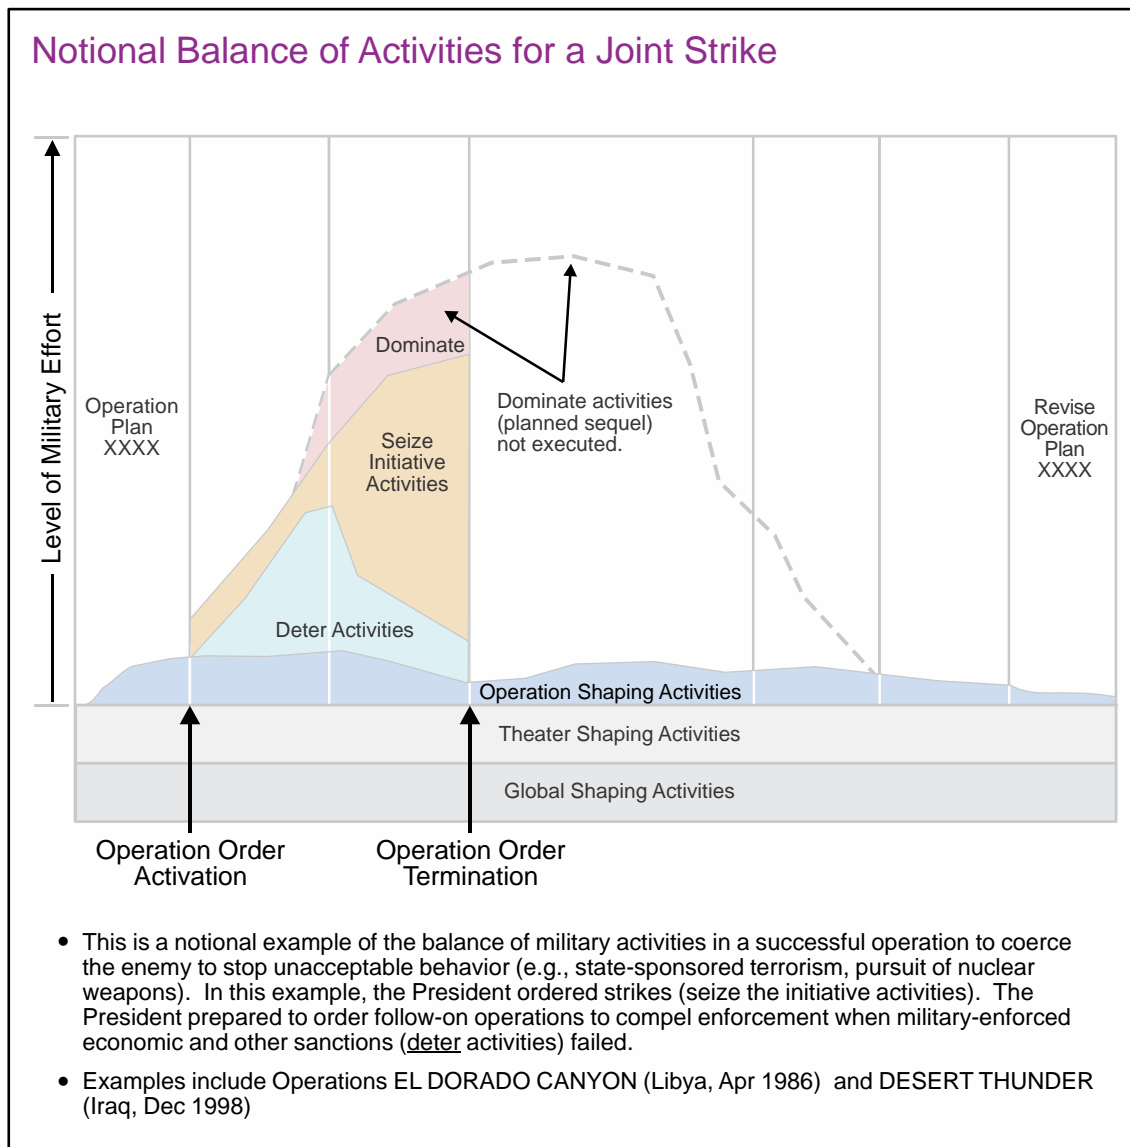 Notional Balance of Activities for a Joint Strike
Level of Military Effort
Operation
Plan
XXXX
Dominate
Seize
Initiative
Activities
Deter Activities
Dominate activities
(planned sequel)
not executed.
Revise
Operation
Plan
XXXX
Operation Shaping Activities
Theater Shaping Activities
Global Shaping Activities
Operation Order
Activation
Operation Order
Termination
• This is a notional example of the balance of military activities in a successful operation to coerce
the enemy to stop unacceptable behavior (e.g., state-sponsored terrorism, pursuit of nuclear
weapons).  In this example, the President ordered strikes (seize the initiative activities).  The
President prepared to order follow-on operations to compel enforcement when military-enforced
economic and other sanctions (deter activities) failed.
• Examples include Operations EL DORADO CANYON (Libya, Apr 1986)  and DESERT THUNDER
(Iraq, Dec 1998)